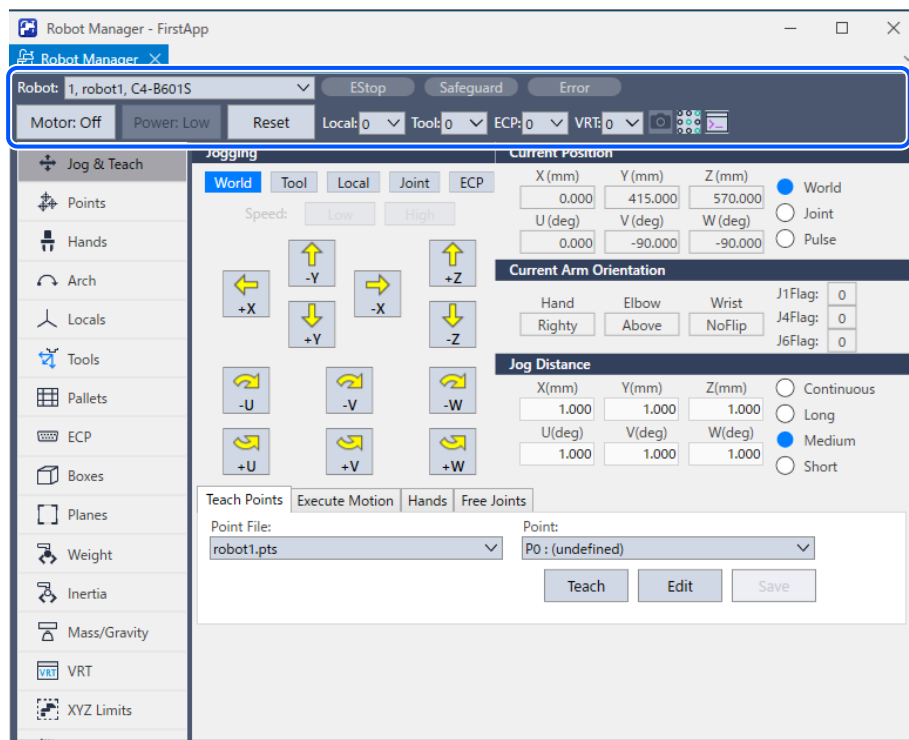 Robot Manager - FirstApp
Robot Manager
Robot: 1, robot1, C4-B601S EStop Safeguard Error
Motor: Off Power: Low Reset Local: 0 Tool: 0 ECP: 0 VRT: 0
Jog & Teach
Points
Hands
Arch
Locals
Tools
Pallets
ECP
Boxes
Planes
Weight
Inertia
Mass/Gravity
VRT VRT
XYZ Limits
Jogging
World Tool Local Joint ECP
Speed: Low High
-Y +Z
+X -X
+Y -Z
-U -V -W
+U +V +W
Current Position
X (mm) Y (mm) Z (mm)
0.000 415.000 570.000
U (deg) V (deg) W (deg)
0.000 -90.000 -90.000
World
Joint
Pulse
Current Arm Orientation
Hand Elbow Wrist
Righty Above NoFlip
J1Flag: 0
J4Flag: 0
J6Flag: 0
Jog Distance
X(mm) Y(mm) Z(mm)
1.000 1.000 1.000
U(deg) V(deg) W(deg)
1.000 1.000 1.000
Continuous
Long
Medium
Short
Teach Points Execute Motion Hands Free Joints
Point File: Point:
robot1.pts P0 : (undefined)
Teach Edit Save